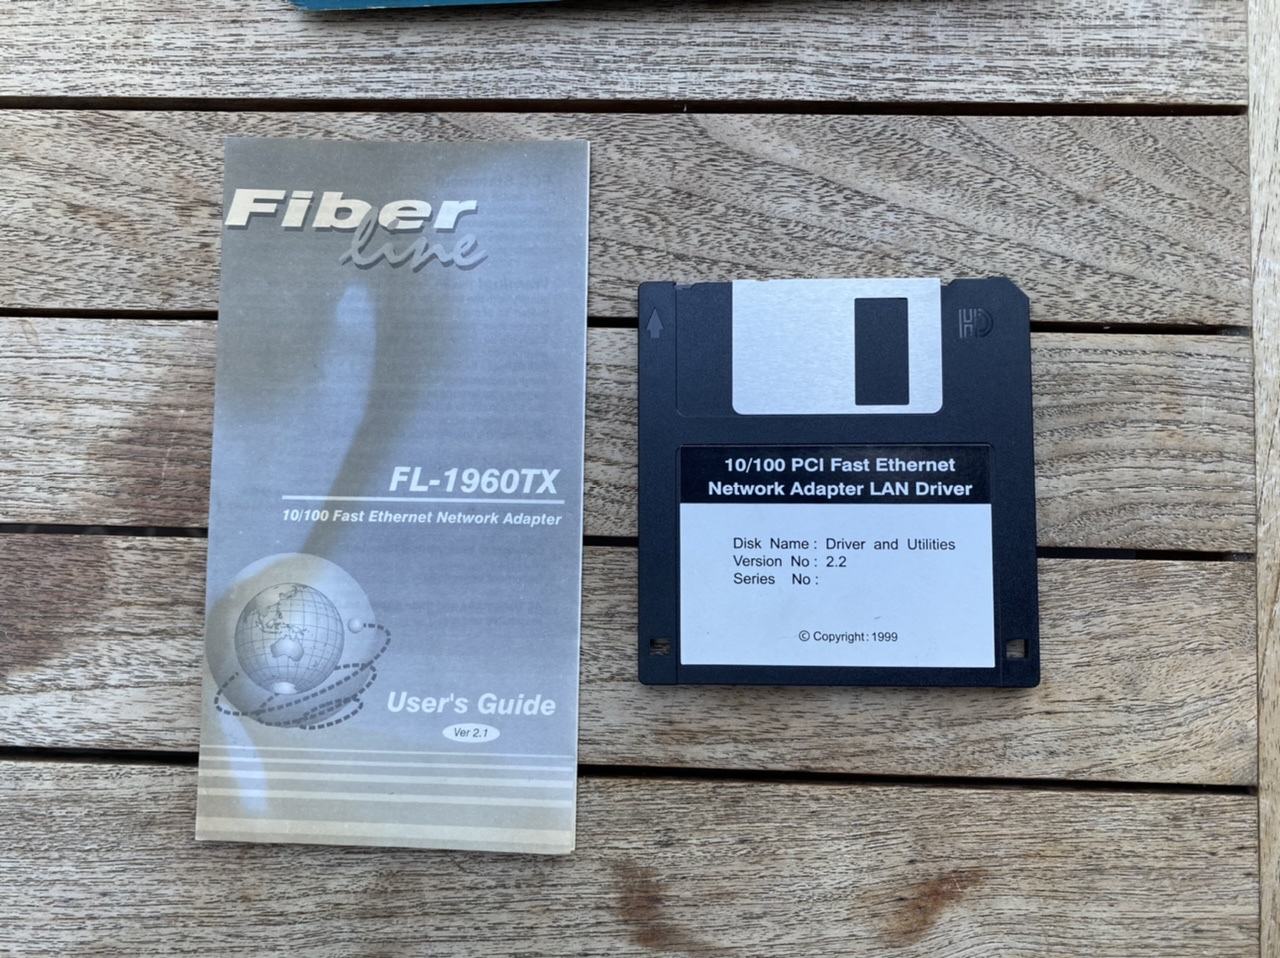 Fiber
line
FL-1960TX
10/100 Fast Ethernet Network Adapter
User's Guide
Ver 2.1
HD
10/100 PCI Fast Ethernet
Network Adapter LAN Driver
Disk Name : Driver and Utilities
Version No : 2.2
Series No :
© Copyright : 1999